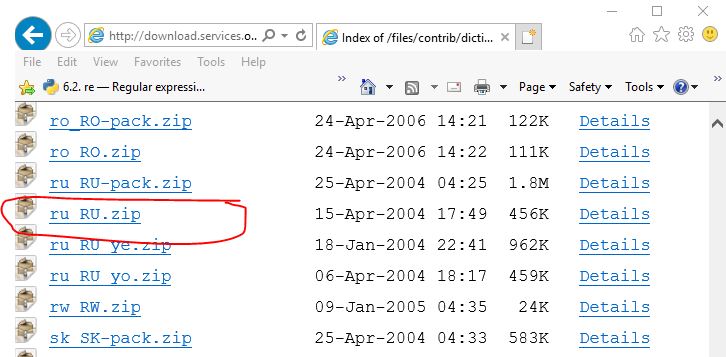 http://download.services.o...
Index of /files/contrib/dicti...
File Edit View Favorites Tools Help
6.2. re — Regular expressi... » Page Safety Tools »
ro_RO-pack.zip 24-Apr-2006 14:21 122K Details
ro_RO.zip 24-Apr-2006 14:22 111K Details
ru_RU-pack.zip 25-Apr-2004 04:25 1.8M Details
ru_RU.zip 15-Apr-2004 17:49 456K Details
ru_RU_ye.zip 18-Jan-2004 22:41 962K Details
ru_RU_yo.zip 06-Apr-2004 18:17 459K Details
rw_RW.zip 09-Jan-2005 04:35 24K Details
sk_SK-pack.zip 25-Apr-2004 04:33 583K Details